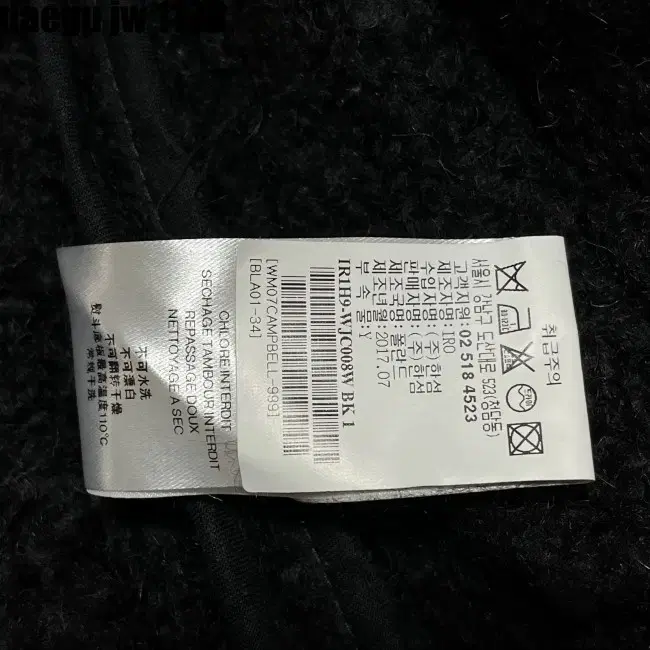 daegu jw 1128
취급주의
서울시 강남구 도산대로 523(청담동)
고객지원: 02 518 4523
제조자명: IRO
수입자명: (주)한섬
판매자명: (주)한섬
제조국명: 폴란드
제조년월: 2017.07
부 속 물: Y
IR1H9-WJC008W BK 1
[WM07CAMPBELL-9991]
[BLA01-34]
CHLORE INTERDIT
SECHAGE TAMBOUR INTERDIT
REPASSAGE DOUX
NETTOYAGE A SEC
不可水洗
不可漂白
不可翻转干燥
熨斗底板最高温度110℃
常规干洗